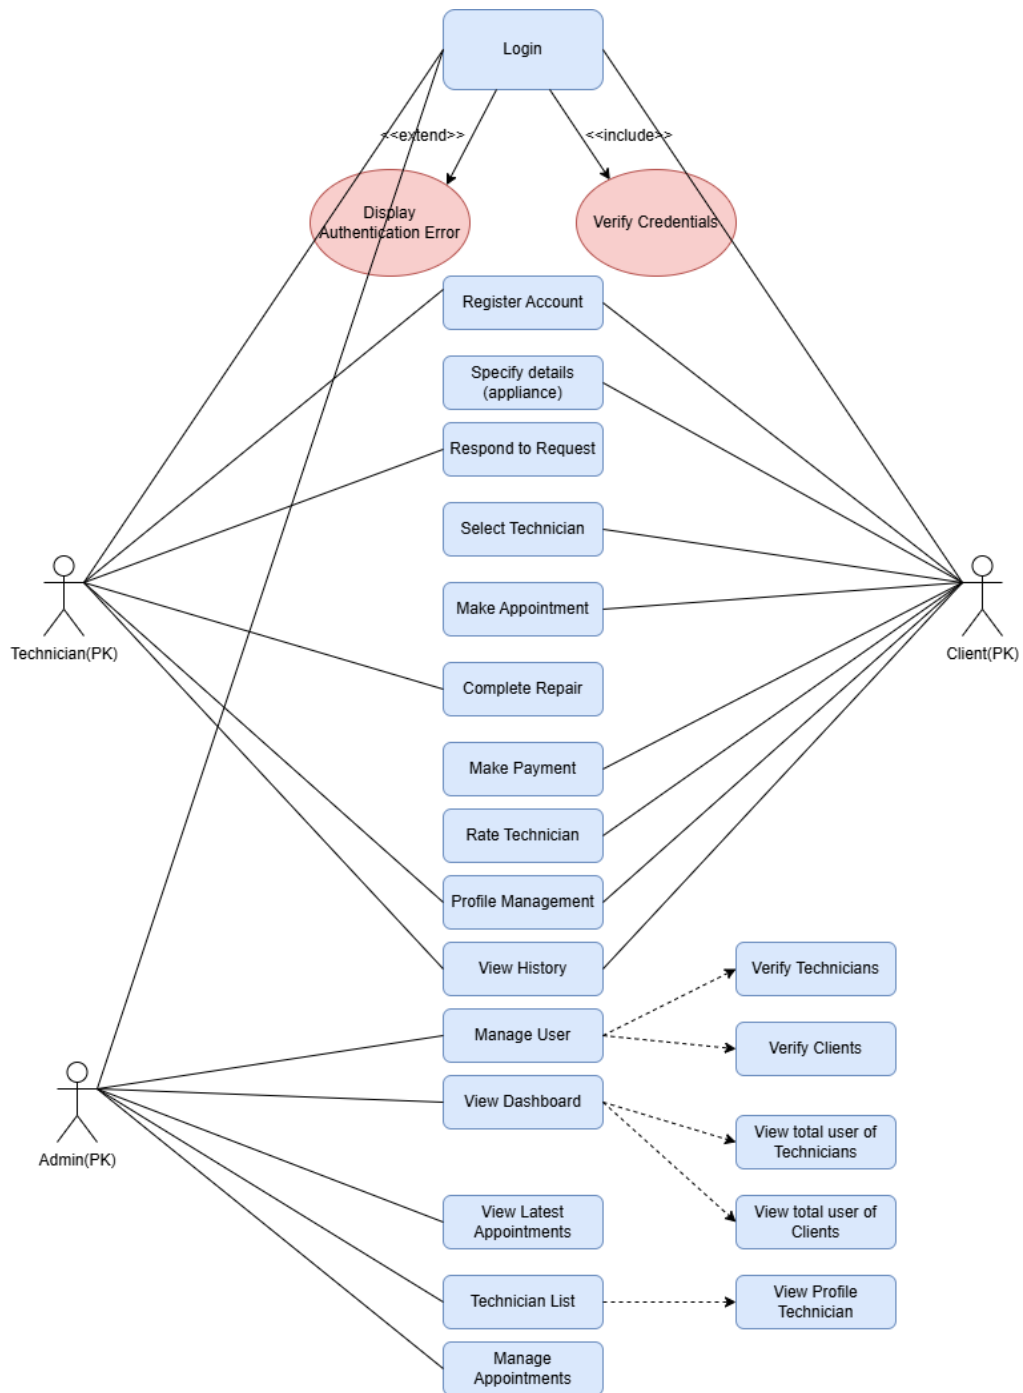 Login
<<extend>>
<<include>>
Display
Authentication Error
Verify Credentials
Register Account
Specify details
(appliance)
Respond to Request
Select Technician
Make Appointment
Technician(PK)
Client(PK)
Complete Repair
Make Payment
Rate Technician
Profile Management
View History
Verify Technicians
Manage User
Verify Clients
View Dashboard
View total user of
Technicians
Admin(PK)
View Latest
Appointments
View total user of
Clients
Technician List
View Profile
Technician
Manage
Appointments